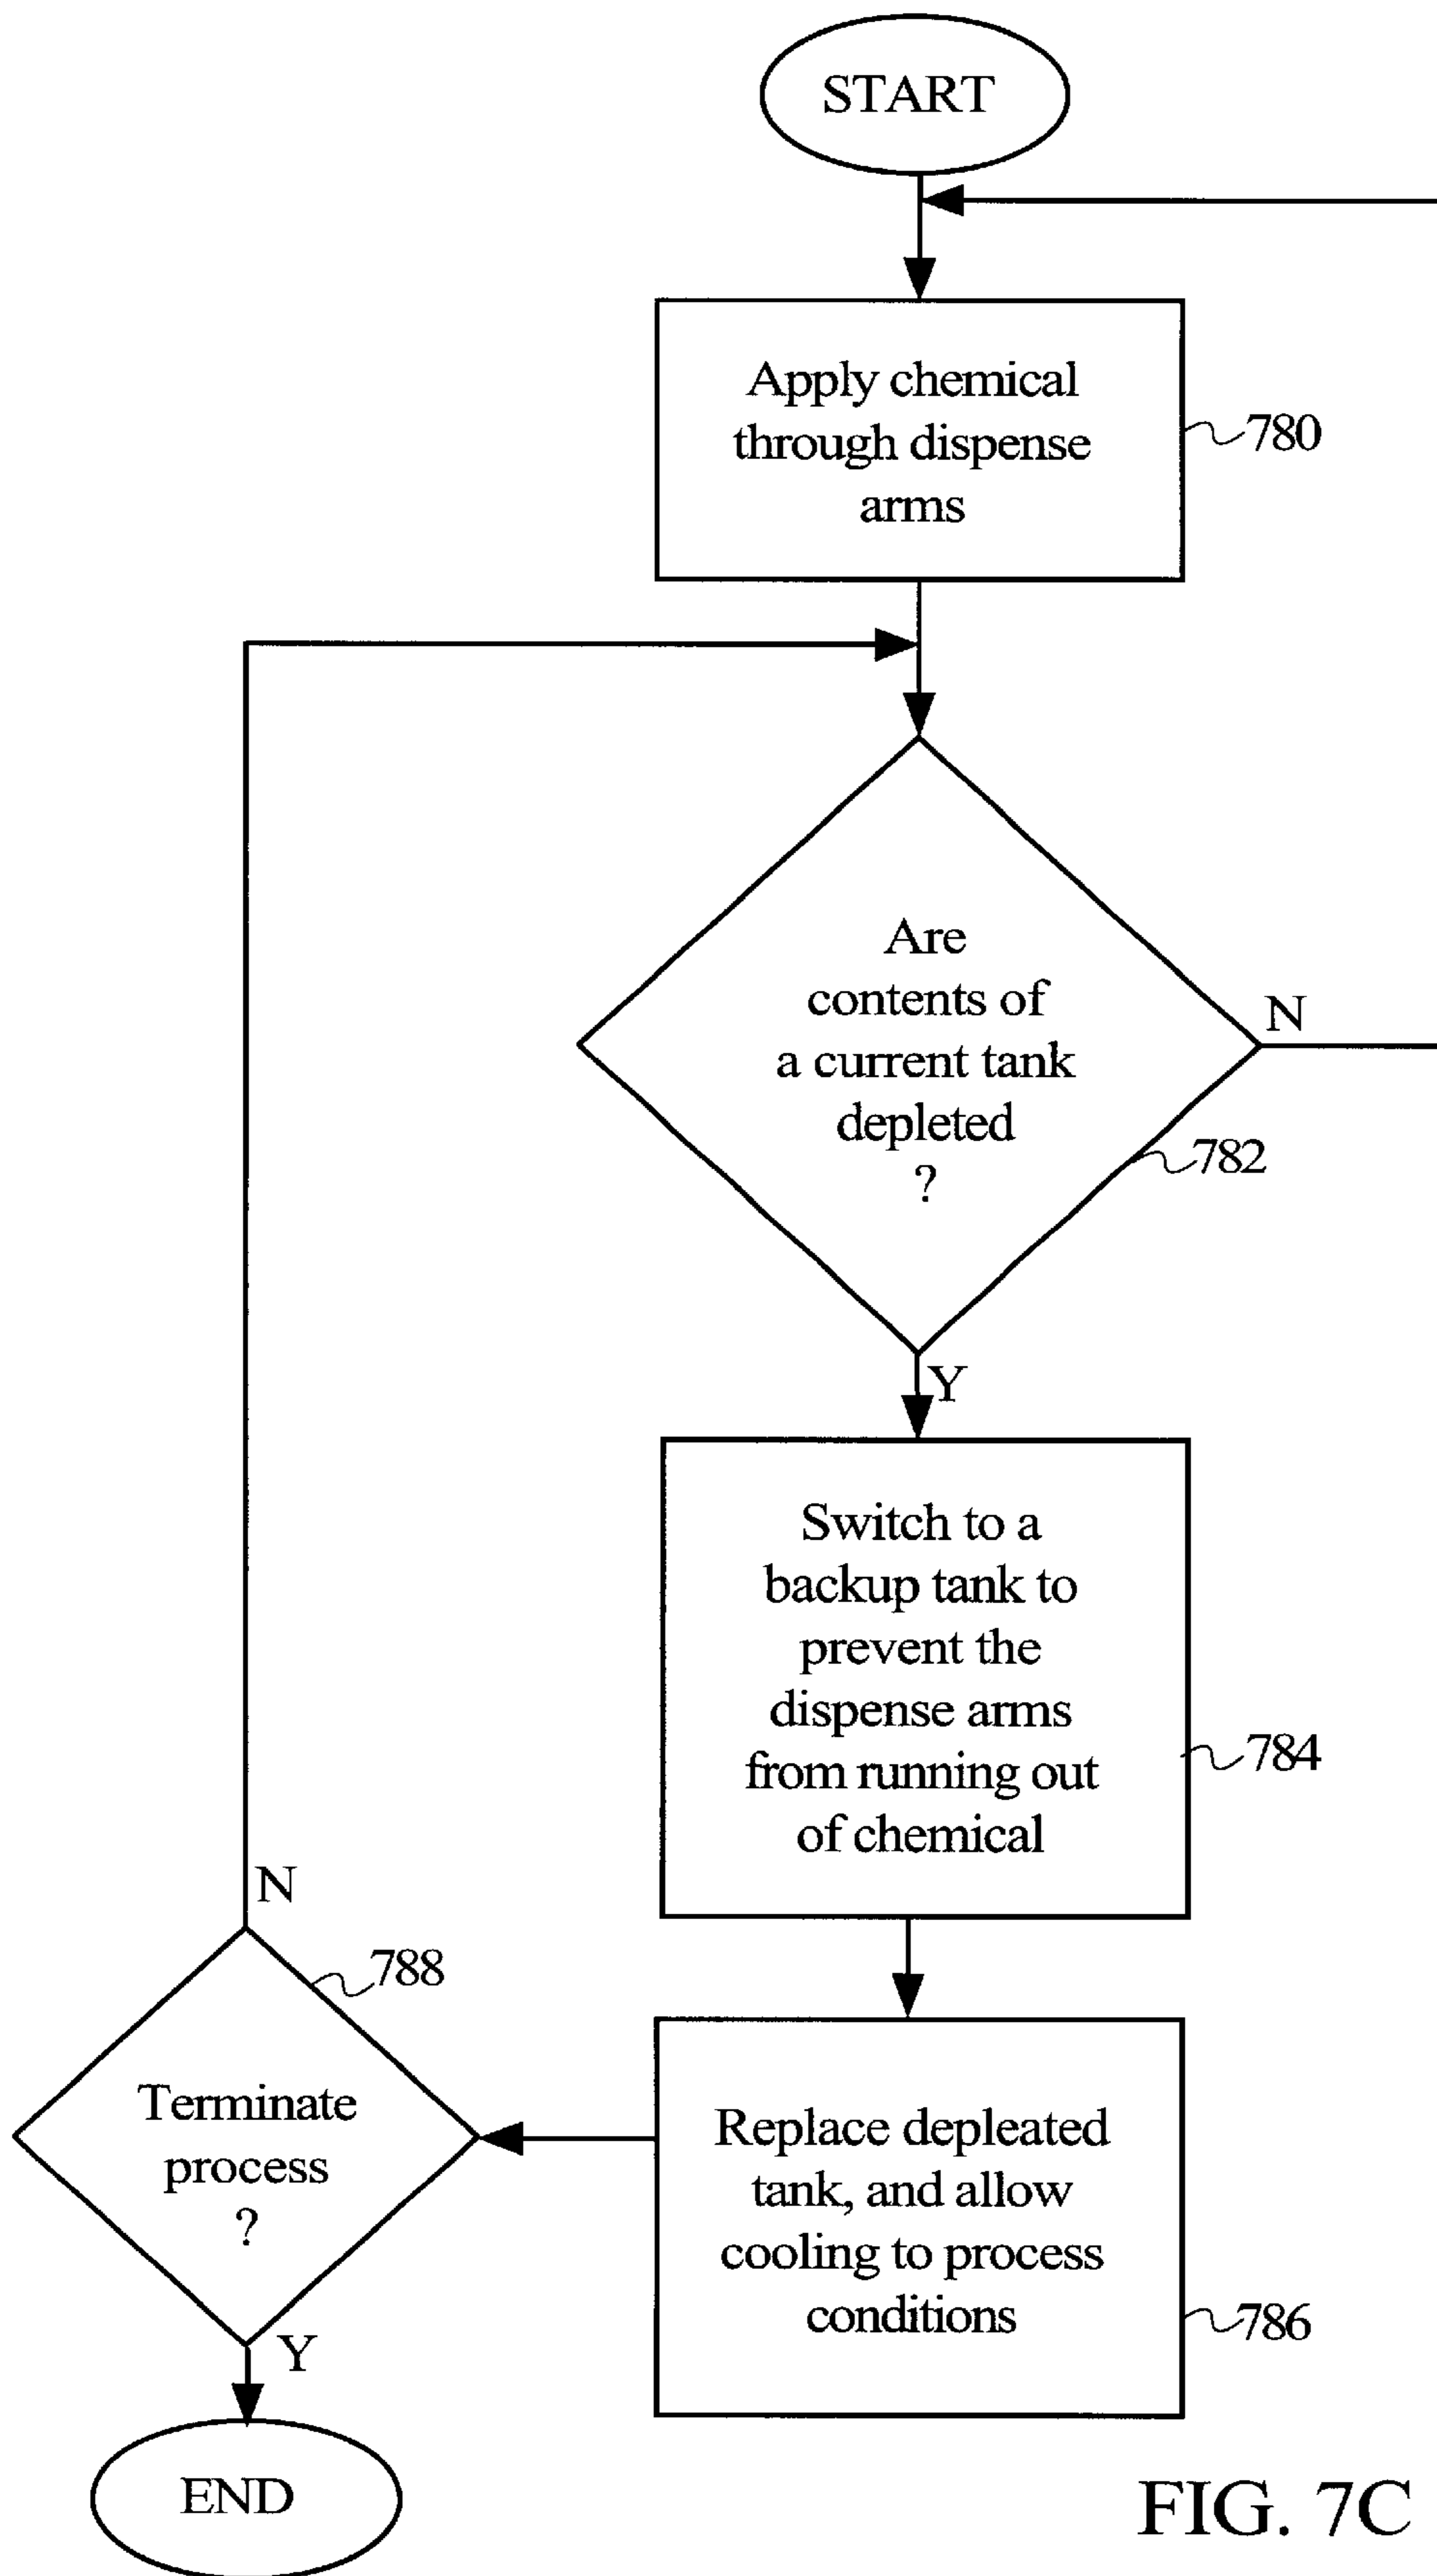 START
Apply chemical
through dispense
arms
780
Are
contents of
a current tank
depleted
?
N
782
Y
Switch to a
backup tank to
prevent the
dispense arms
from running out
of chemical
784
N
788
Terminate
process
?
Replace depleated
tank, and allow
cooling to process
conditions
786
Y
END
FIG. 7C